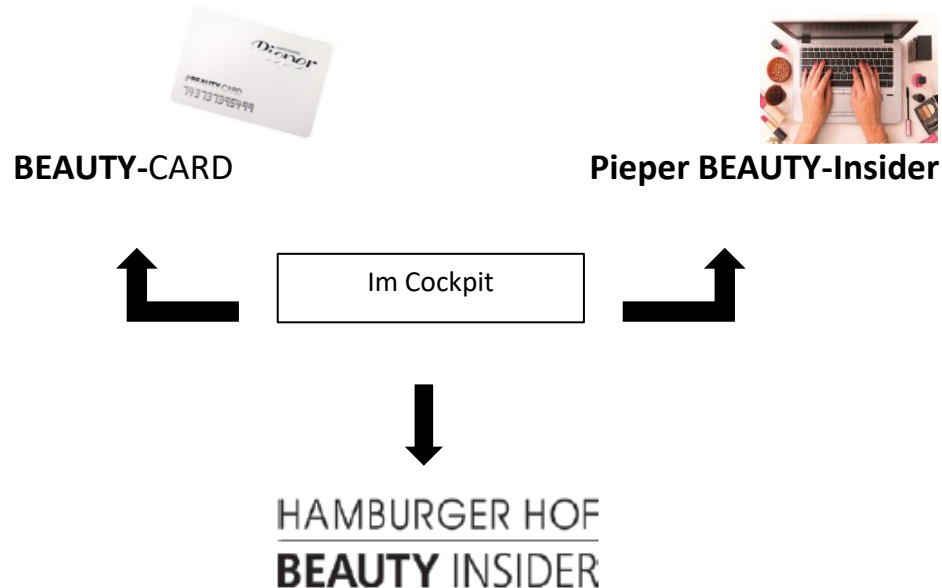 Pieper
BEAUTY-CARD
BEAUTY-CARD
Pieper BEAUTY-Insider
Im Cockpit
HAMBURGER HOF
BEAUTY INSIDER